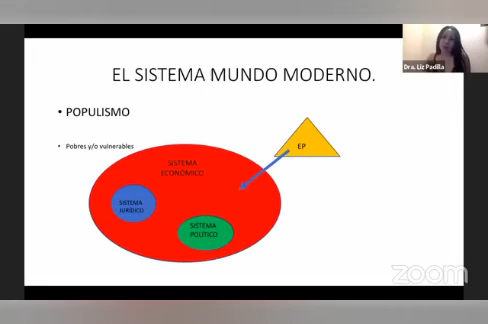 Dra. Liz Padilla
EL SISTEMA MUNDO MODERNO.
• POPULISMO
• Pobres y/o vulnerables
EP
SISTEMA
ECONÓMICO
SISTEMA
JURÍDICO
SISTEMA
POLÍTICO
zoom